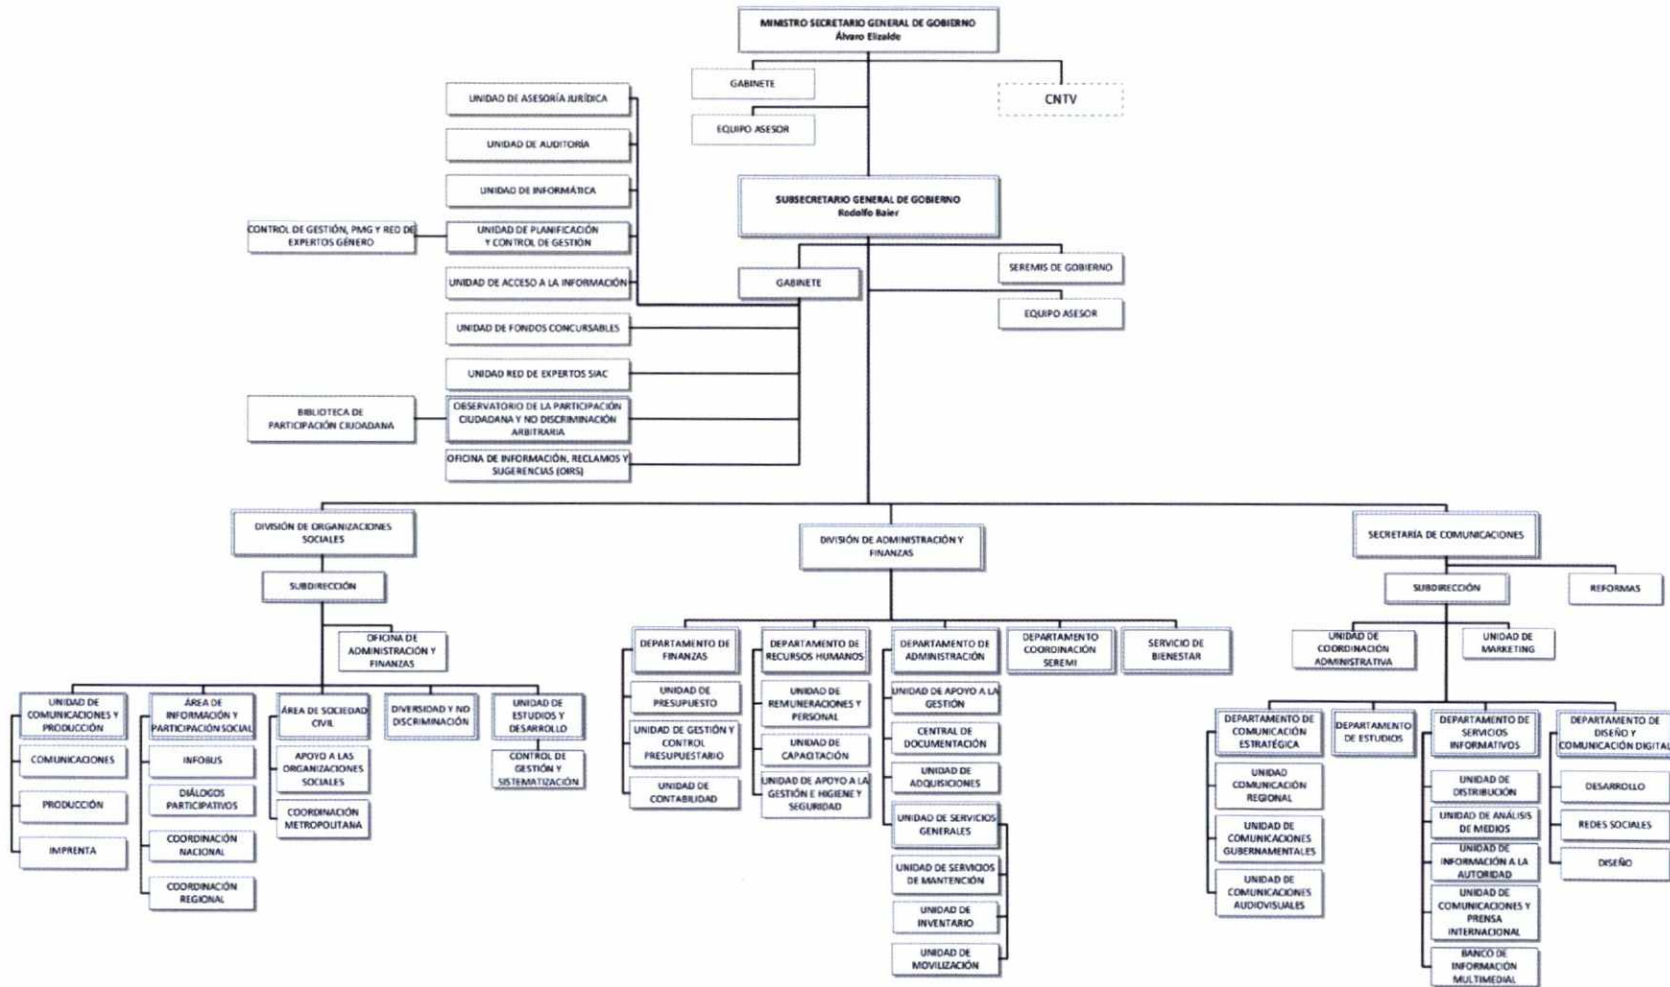 MINISTRO SECRETARIO GENERAL DE GOBIERNO
Álvaro Elizalde
GABINETE
CNTV
EQUIPO ASESOR
UNIDAD DE ASESORÍA JURÍDICA
UNIDAD DE AUDITORÍA
UNIDAD DE INFORMÁTICA
SUBSECRETARIO GENERAL DE GOBIERNO
Rodolfo Baier
CONTROL DE GESTIÓN, PMG Y RED DE
EXPERTOS GÉNERO
UNIDAD DE PLANIFICACIÓN
Y CONTROL DE GESTIÓN
UNIDAD DE ACCESO A LA INFORMACIÓN
GABINETE
SEREMIS DE GOBIERNO
EQUIPO ASESOR
UNIDAD DE FONDOS CONCURSABLES
UNIDAD RED DE EXPERTOS SIAC
BIBLIOTECA DE
PARTICIPACIÓN CIUDADANA
OBSERVATORIO DE LA PARTICIPACIÓN
CIUDADANA Y NO DISCRIMINACIÓN
ARBITRARIA
OFICINA DE INFORMACIÓN, RECLAMOS Y
SUGERENCIAS (OIRS)
DIVISIÓN DE ORGANIZACIONES
SOCIALES
SUBDIRECCIÓN
OFICINA DE
ADMINISTRACIÓN Y
FINANZAS
UNIDAD DE
COMUNICACIONES Y
PRODUCCIÓN
COMUNICACIONES
PRODUCCIÓN
IMPRENTA
ÁREA DE
INFORMACIÓN Y
PARTICIPACIÓN SOCIAL
INFOBUS
DIÁLOGOS
PARTICIPATIVOS
COORDINACIÓN
NACIONAL
COORDINACIÓN
REGIONAL
ÁREA DE SOCIEDAD
CIVIL
APOYO A LAS
ORGANIZACIONES
SOCIALES
COORDINACIÓN
METROPOLITANA
DIVERSIDAD Y NO
DISCRIMINACIÓN
UNIDAD DE
ESTUDIOS Y
DESARROLLO
CONTROL DE
GESTIÓN Y
SISTEMATIZACIÓN
DIVISIÓN DE ADMINISTRACIÓN Y
FINANZAS
DEPARTAMENTO DE
FINANZAS
UNIDAD DE
PRESUPUESTO
UNIDAD DE GESTIÓN Y
CONTROL
PRESUPUESTARIO
UNIDAD DE
CONTABILIDAD
DEPARTAMENTO DE
RECURSOS HUMANOS
UNIDAD DE
REMUNERACIONES Y
PERSONAL
UNIDAD DE
CAPACITACIÓN
UNIDAD DE APOYO A LA
GESTIÓN E HIGIENE Y
SEGURIDAD
DEPARTAMENTO DE
ADMINISTRACIÓN
UNIDAD DE APOYO A LA
GESTIÓN
CENTRAL DE
DOCUMENTACIÓN
UNIDAD DE
ADQUISICIONES
UNIDAD DE SERVICIOS
GENERALES
UNIDAD DE SERVICIOS
DE MANTENCIÓN
UNIDAD DE
INVENTARIO
UNIDAD DE
MOVILIZACIÓN
DEPARTAMENTO
COORDINACIÓN
SEREMI
SERVICIO DE
BIENESTAR
SECRETARÍA DE COMUNICACIONES
SUBDIRECCIÓN
REFORMAS
UNIDAD DE
COORDINACIÓN
ADMINISTRATIVA
UNIDAD DE
MARKETING
DEPARTAMENTO DE
COMUNICACIÓN
ESTRATÉGICA
UNIDAD
COMUNICACIÓN
REGIONAL
UNIDAD DE
COMUNICACIONES
GUBERNAMENTALES
UNIDAD DE
COMUNICACIONES
AUDIOVISUALES
DEPARTAMENTO
DE ESTUDIOS
DEPARTAMENTO DE
SERVICIOS
INFORMATIVOS
UNIDAD DE
DISTRIBUCIÓN
UNIDAD DE ANÁLISIS
DE MEDIOS
UNIDAD DE
INFORMACIÓN A LA
AUTORIDAD
UNIDAD DE
COMUNICACIONES Y
PRENSA
INTERNACIONAL
BANCO DE
INFORMACIÓN
MULTIMEDIAL
DEPARTAMENTO DE
DISEÑO Y
COMUNICACIÓN DIGITAL
DESARROLLO
REDES SOCIALES
DISEÑO